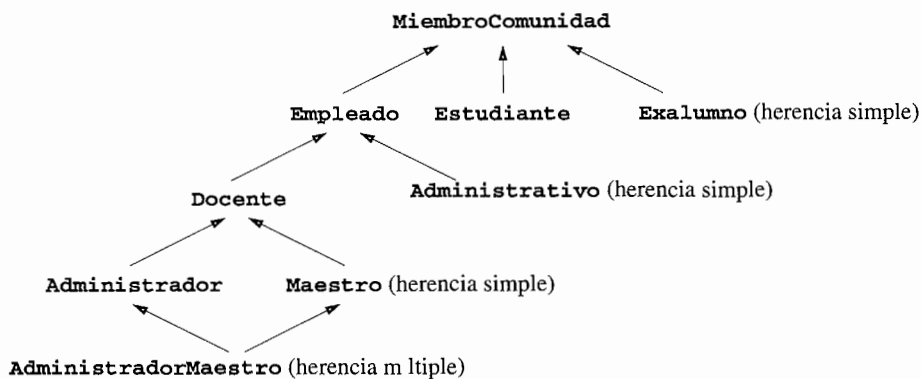 MiembroComunidad
Empleado Estudiante Exalumno (herencia simple)
Docente Administrativo (herencia simple)
Administrador Maestro (herencia simple)
AdministradorMaestro (herencia m ltiple)